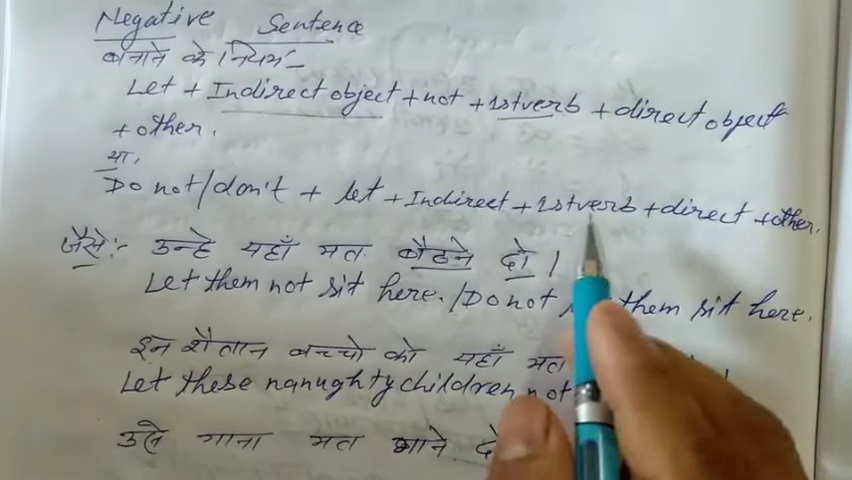 Negative Sentence
बनाने के नियम:-
Let + Indirect object + not + 1st verb + direct object
+ other.
या,
Do not/don't + let + Indirect + 1st verb + direct + other.
जैसे:- उन्हे यहाँ मत बैठने दो।
Let them not sit here. / Do not them sit here.
इन शैतान बच्चो को यहाँ मत
Let these nanughty children not
उसे गाना मत गाने दे